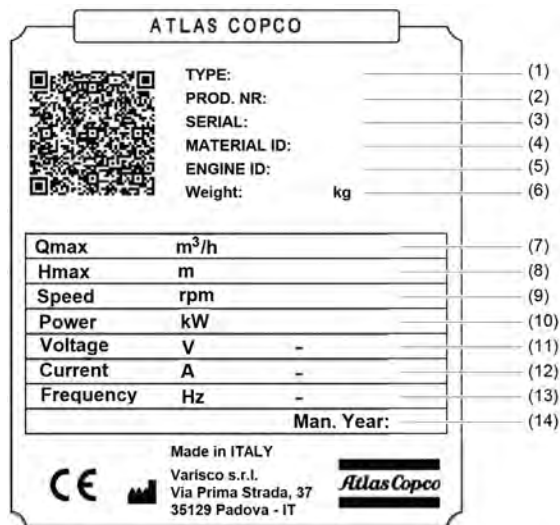 ATLAS COPCO
TYPE: (1)
PROD. NR: (2)
SERIAL: (3)
MATERIAL ID: (4)
ENGINE ID: (5)
Weight: kg (6)
Qmax m³/h (7)
Hmax m (8)
Speed rpm (9)
Power kW (10)
Voltage V - (11)
Current A - (12)
Frequency Hz - (13)
Man. Year: (14)
Made in ITALY
CE
Varisco s.r.l.
Via Prima Strada, 37
35129 Padova - IT
Atlas Copco